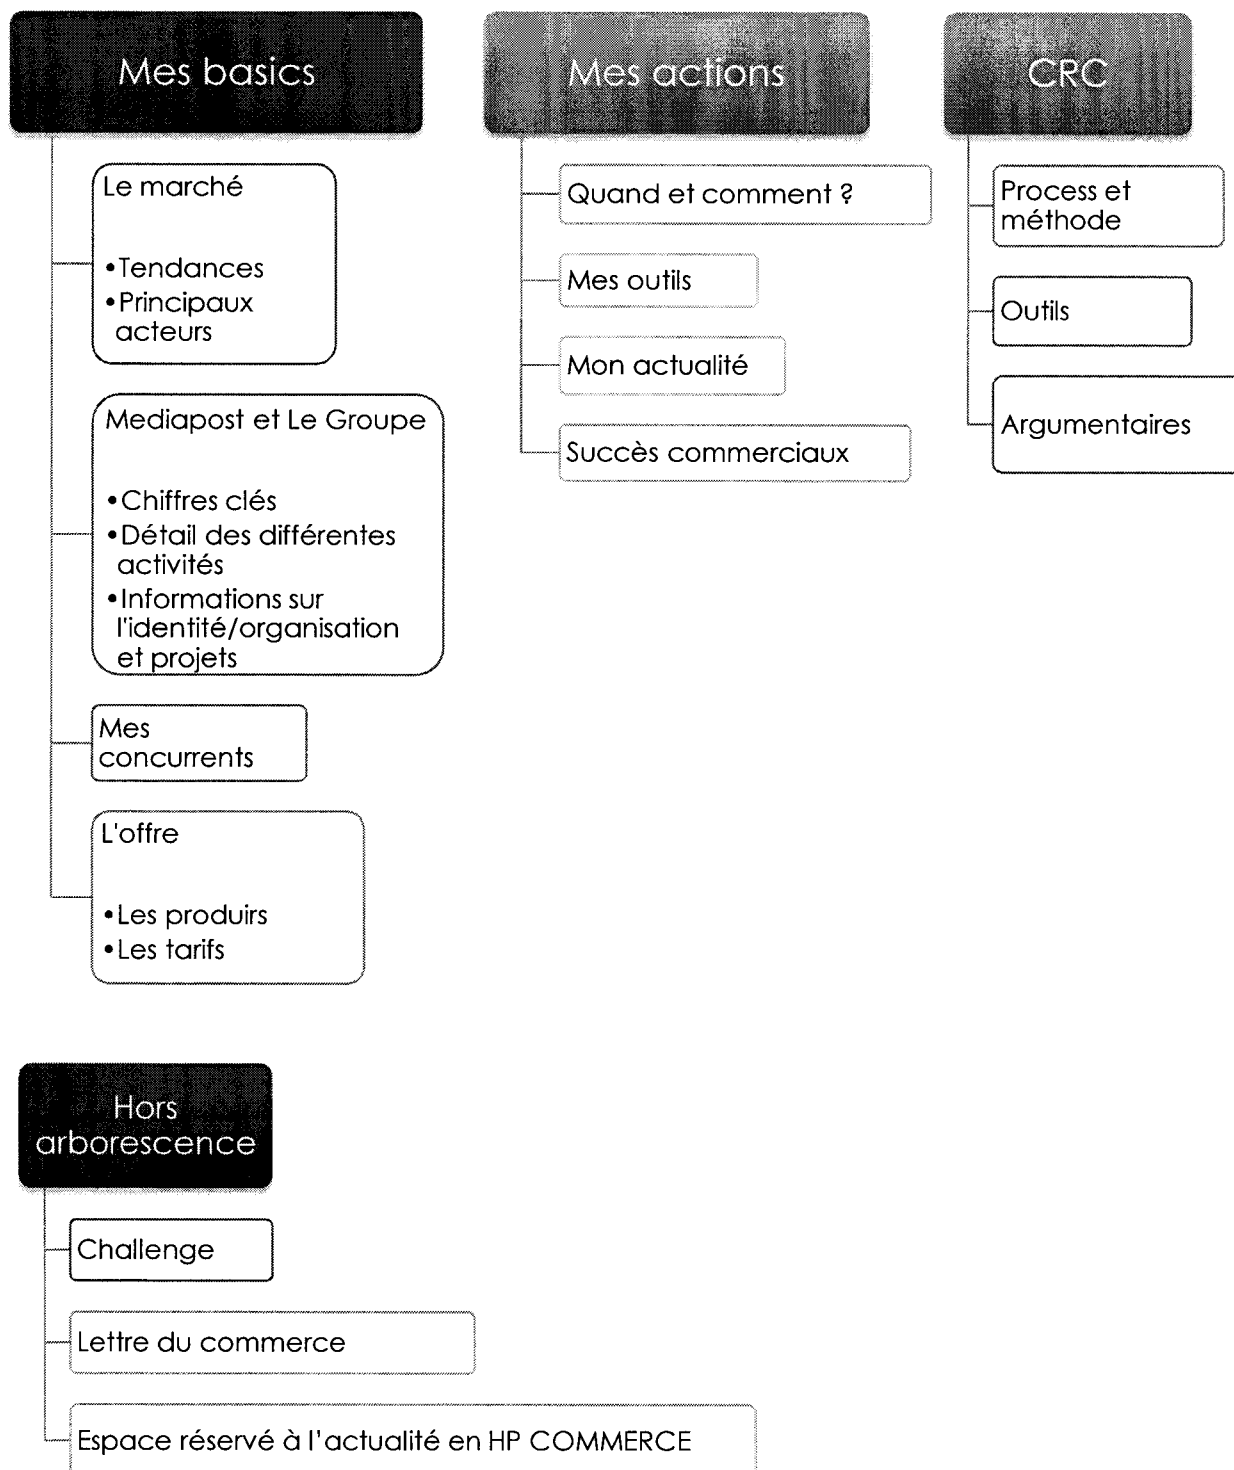 Mes basics
Le marché
•Tendances
•Principaux
acteurs
Mediapost et Le Groupe
•Chiffres clés
•Détail des différentes
activités
•Informations sur
l'identité/organisation
et projets
Mes
concurrents
L'offre
•Les produirs
•Les tarifs
Mes actions
Quand et comment ?
Mes outils
Mon actualité
Succès commerciaux
CRC
Process et
méthode
Outils
Argumentaires
Hors
arborescence
Challenge
Lettre du commerce
Espace réservé à l'actualité en HP COMMERCE